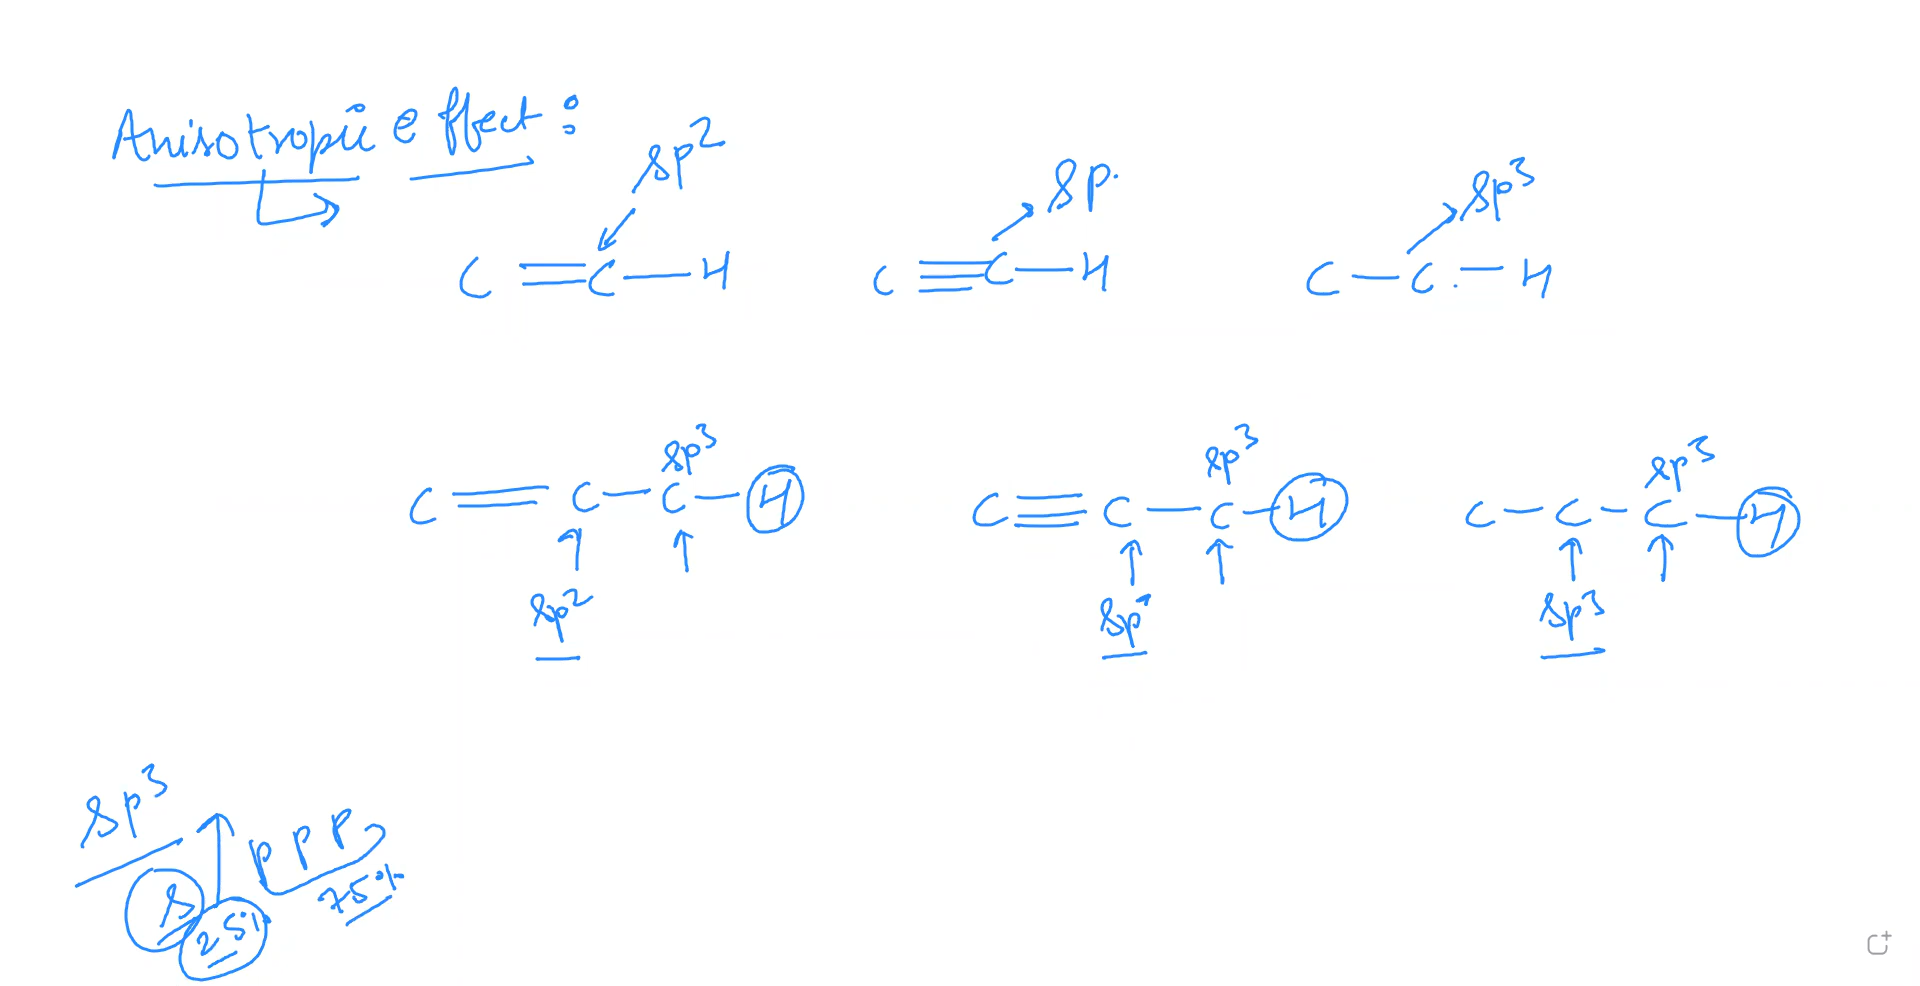 Anisotropic effect :
sp² sp. sp³
C = C — H C ≡ C — H C — C . — H
sp³ sp³ sp³
C = C — C — H C ≡ C — C — H C — C — C — H
sp² sp sp³
sp³
s p p p
25% 75%